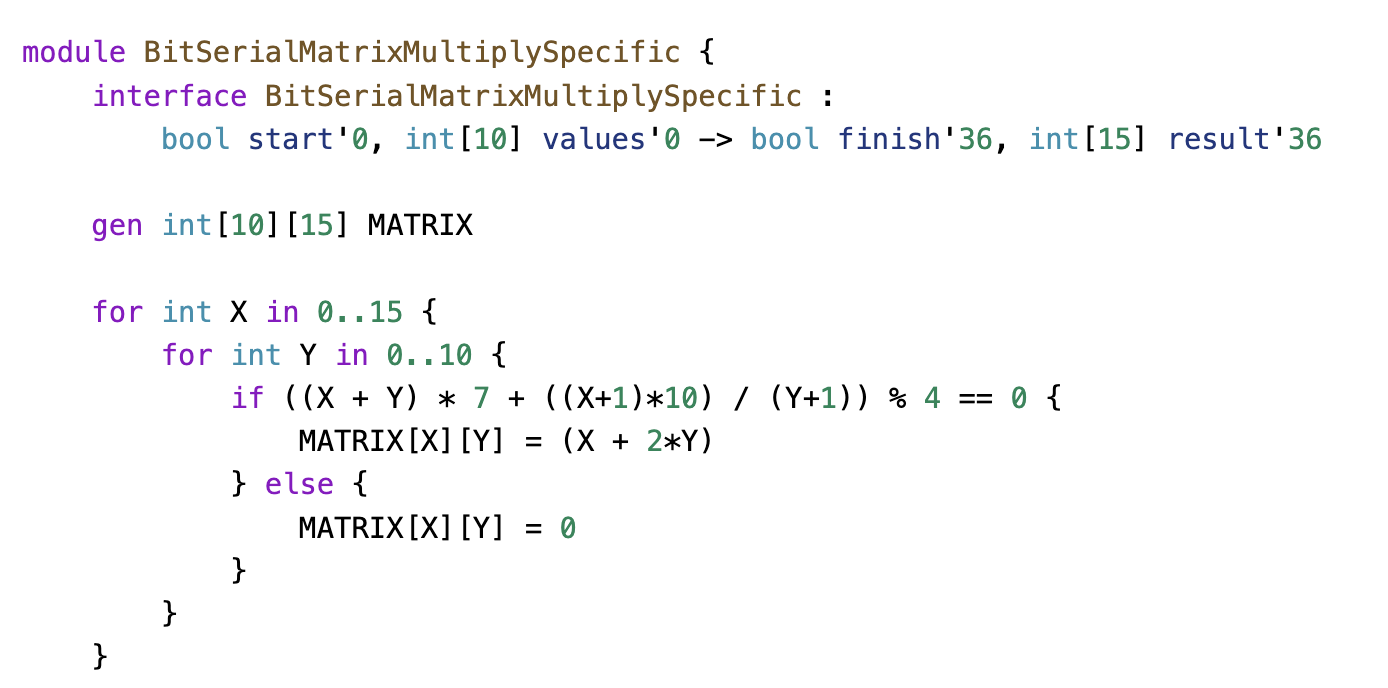 module BitSerialMatrixMultiplySpecific {
    interface BitSerialMatrixMultiplySpecific :
        bool start'0, int[10] values'0 -> bool finish'36, int[15] result'36

    gen int[10][15] MATRIX

    for int X in 0..15 {
        for int Y in 0..10 {
            if ((X + Y) * 7 + ((X+1)*10) / (Y+1)) % 4 == 0 {
                MATRIX[X][Y] = (X + 2*Y)
            } else {
                MATRIX[X][Y] = 0
            }
        }
    }